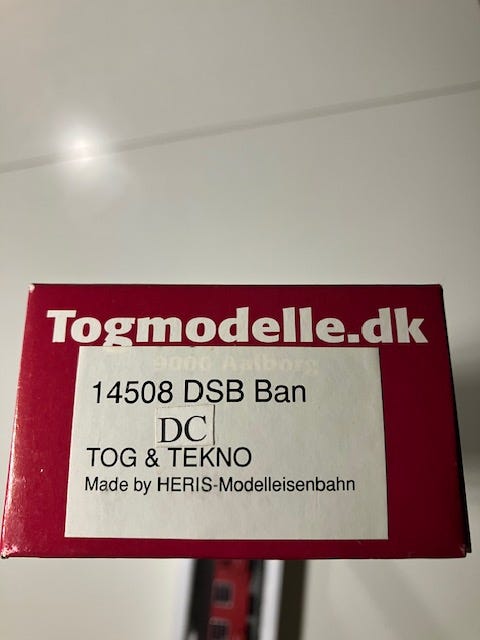 Togmodelle.dk
9000 Aalborg
14508 DSB Ban
DC
TOG & TEKNO
Made by HERIS-Modelleisenbahn